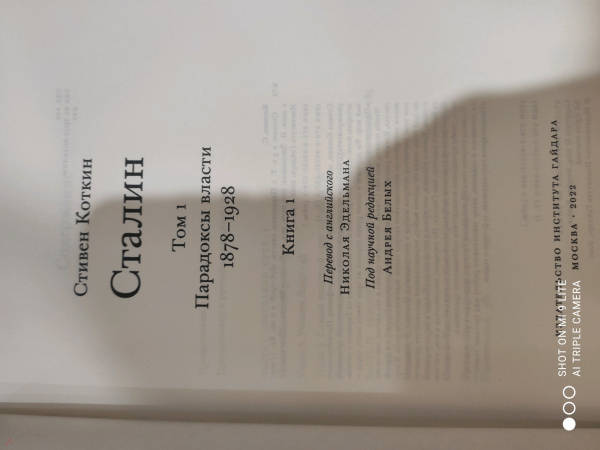 Стивен Коткин
Сталин
Том 1
Парадоксы власти
1878–1928
Книга 1
Перевод с английского
Николая Эдельмана
Под научной редакцией
Андрея Белых
Издательство Института Гайдара
Москва · 2022
SHOT ON MI 9 LITE
AI TRIPLE CAMERA